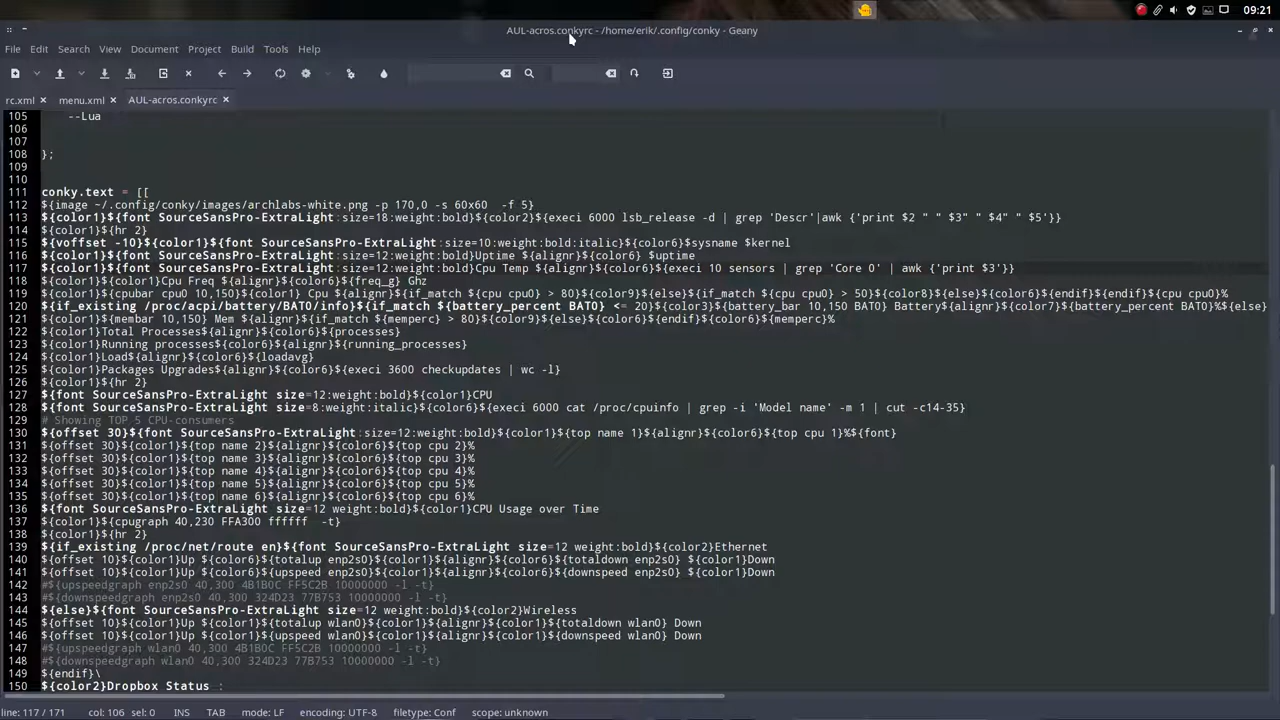 09:21
AUL-acros.conkyrc - /home/erik/.config/conky - Geany
File Edit Search View Document Project Build Tools Help
rc.xml menu.xml AUL-acros.conkyrc
105 --Lua
106
107
108 };
109
110
111 conky.text = [[
112 ${image ~/.config/conky/images/archlabs-white.png -p 170,0 -s 60x60  -f 5}
113 ${color1}${font SourceSansPro-ExtraLight:size=18:weight:bold}${color2}${execi 6000 lsb_release -d | grep 'Descr'|awk {'print $2 " " $3" " $4" " $5'}}
114 ${color1}${hr 2}
115 ${voffset -10}${color1}${font SourceSansPro-ExtraLight:size=10:weight:bold:italic}${color6}$sysname $kernel
116 ${font SourceSansPro-ExtraLight:size=12:weight:bold}Uptime ${alignr}${color6} $uptime
117 ${font SourceSansPro-ExtraLight:size=12:weight:bold}Cpu Temp ${alignr}${color6}${execi 10 sensors | grep 'Core 0' | awk {'print $3'}}
118 ${color1}${color1}Cpu Freq ${alignr}${color6}${freq_g} Ghz
119 ${color1}${cpubar cpu0 10,150}${color1} Cpu ${alignr}${if_match ${cpu cpu0} > 80}${color9}${else}${if_match ${cpu cpu0} > 50}${color8}${else}${color6}${endif}${endif}${cpu cpu0}%
120 ${if_existing /proc/acpi/battery/BAT0/info}${if_match ${battery_percent BAT0} <= 20}${color3}${battery_bar 10,150 BAT0} Battery${alignr}${color7}${battery_percent BAT0}%${else}
121 ${color1}${membar 10,150} Mem ${alignr}${if_match ${memperc} > 80}${color9}${else}${color6}${endif}${color6}${memperc}%
122 ${color1}Total Processes${alignr}${color6}${processes}
123 ${color1}Running processes${alignr}${color6}${running_processes}
124 ${color1}Load${alignr}${color6}${loadavg}
125 ${color1}Packages Upgrades${alignr}${color6}${execi 3600 checkupdates | wc -l}
126 ${color1}${hr 2}
127 ${font SourceSansPro-ExtraLight size=12:weight:bold}${color1}CPU
128 ${font SourceSansPro-ExtraLight size=8:weight:italic}${color6}${execi 6000 cat /proc/cpuinfo | grep -i 'Model name' -m 1 | cut -c14-35}
129 # Showing TOP 5 CPU-consumers
130 ${offset 30}${font SourceSansPro-ExtraLight:size=12:weight:bold}${color1}${top name 1}${alignr}${color6}${top cpu 1}%${font}
131 ${offset 30}${color1}${top name 2}${alignr}${color6}${top cpu 2}%
132 ${offset 30}${color1}${top name 3}${alignr}${color6}${top cpu 3}%
133 ${offset 30}${color1}${top name 4}${alignr}${color6}${top cpu 4}%
134 ${offset 30}${color1}${top name 5}${alignr}${color6}${top cpu 5}%
135 ${offset 30}${color1}${top name 6}${alignr}${color6}${top cpu 6}%
136 ${font SourceSansPro-ExtraLight size=12 weight:bold}${color1}CPU Usage over Time
137 ${color1}${cpugraph 40,230 FFA300 ffffff  -t}
138 ${color1}${hr 2}
139 ${if_existing /proc/net/route en}${font SourceSansPro-ExtraLight size=12 weight:bold}${color2}Ethernet
140 ${offset 10}${color1}Up ${color6}${totalup enp2s0}${color1}${alignr}${color6}${totaldown enp2s0} ${color1}Down
141 ${offset 10}${color1}Up ${color6}${upspeed enp2s0}${color1}${alignr}${color6}${downspeed enp2s0} ${color1}Down
142 #${upspeedgraph enp2s0 40,300 4B1B0C FF5C2B 10000000 -l -t}
143 #${downspeedgraph enp2s0 40,300 324D23 77B753 10000000 -l -t}
144 ${else}${font SourceSansPro-ExtraLight size=12 weight:bold}${color2}Wireless
145 ${offset 10}${color1}Up ${color1}${totalup wlan0}${color1}${alignr}${color1}${totaldown wlan0} Down
146 ${offset 10}${color1}Up ${color1}${upspeed wlan0}${color1}${alignr}${color1}${downspeed wlan0} Down
147 #${upspeedgraph wlan0 40,300 4B1B0C FF5C2B 10000000 -l -t}
148 #${downspeedgraph wlan0 40,300 324D23 77B753 10000000 -l -t}
149 ${endif}\
150 ${color2}Dropbox Status :
line: 117 / 171 col: 106 sel: 0 INS TAB mode: LF encoding: UTF-8 filetype: Conf scope: unknown